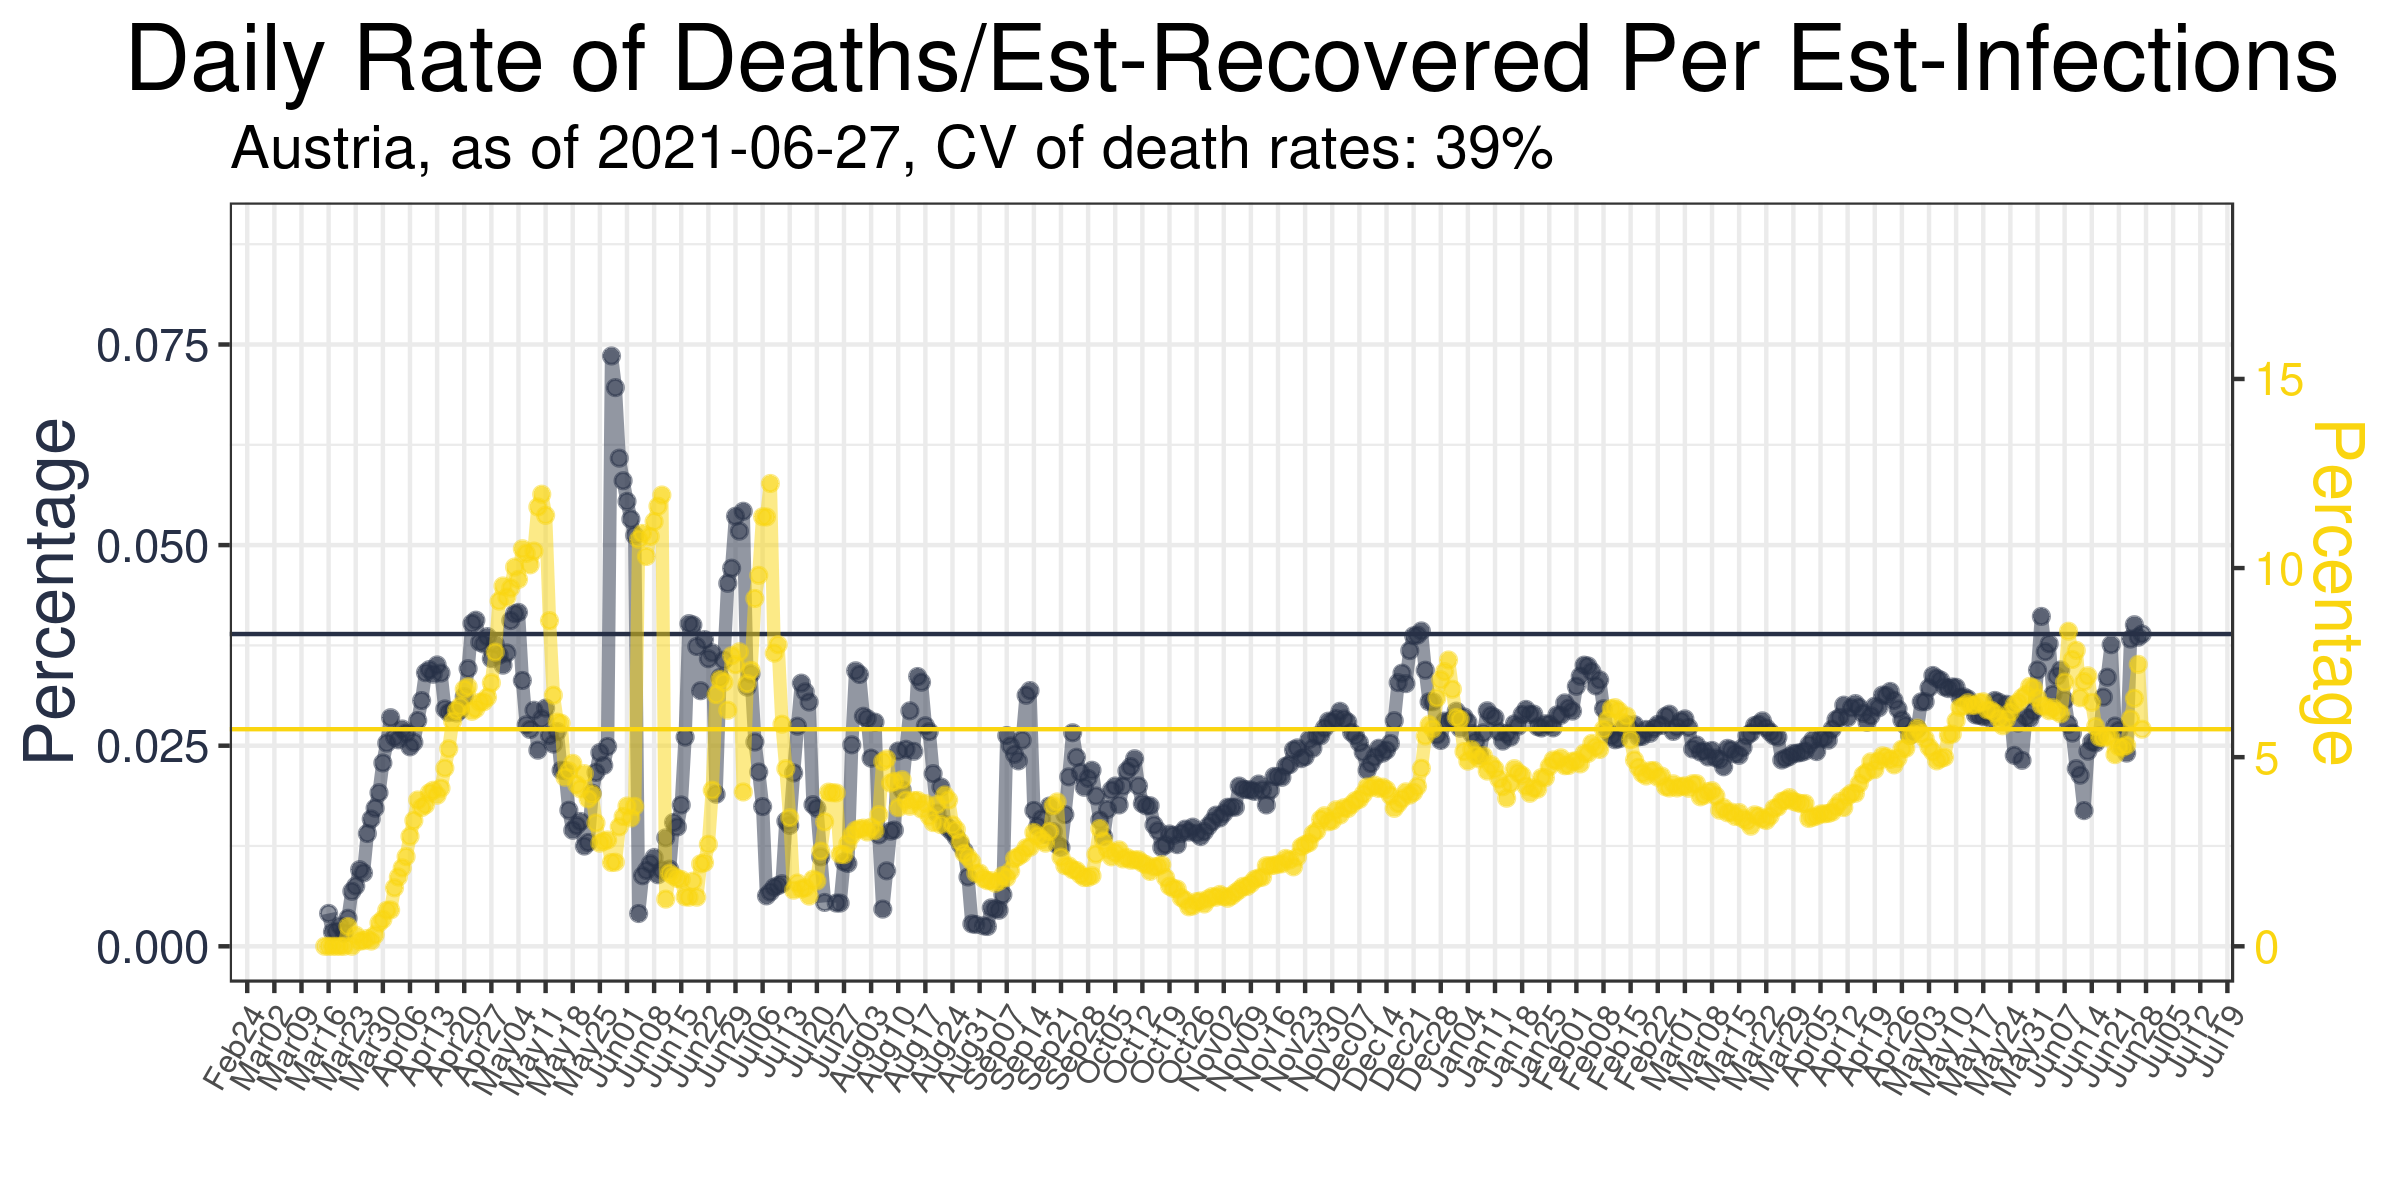 Daily Rate of Deaths/Est-Recovered Per Est-Infections
Austria, as of 2021-06-27, CV of death rates: 39%
Percentage
0.075
0.050
0.025
0.000
15
10
5
0
Percentage
Feb24
Mar02
Mar09
Mar16
Mar23
Mar30
Apr06
Apr13
Apr20
Apr27
May04
May11
May18
May25
Jun01
Jun08
Jun15
Jun22
Jun29
Jul06
Jul13
Jul20
Jul27
Aug03
Aug10
Aug17
Aug24
Aug31
Sep07
Sep14
Sep21
Sep28
Oct05
Oct12
Oct19
Oct26
Nov02
Nov09
Nov16
Nov23
Nov30
Dec07
Dec14
Dec21
Dec28
Jan04
Jan11
Jan18
Jan25
Feb01
Feb08
Feb15
Feb22
Mar01
Mar08
Mar15
Mar22
Mar29
Apr05
Apr12
Apr19
Apr26
May03
May10
May17
May24
May31
Jun07
Jun14
Jun21
Jun28
Jul05
Jul12
Jul19